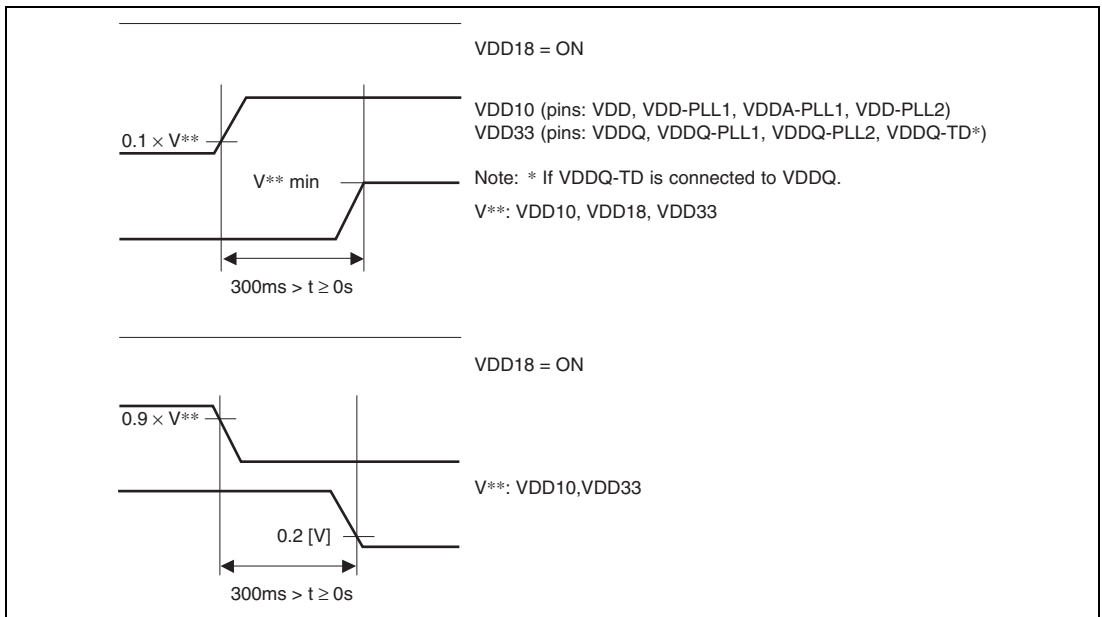 VDD18 = ON
VDD10 (pins: VDD, VDD-PLL1, VDDA-PLL1, VDD-PLL2)
VDD33 (pins: VDDQ, VDDQ-PLL1, VDDQ-PLL2, VDDQ-TD*)
0.1 × V**
V** min
Note: * If VDDQ-TD is connected to VDDQ.
V**: VDD10, VDD18, VDD33
300ms > t ≥ 0s
VDD18 = ON
0.9 × V**
V**: VDD10,VDD33
0.2 [V]
300ms > t ≥ 0s